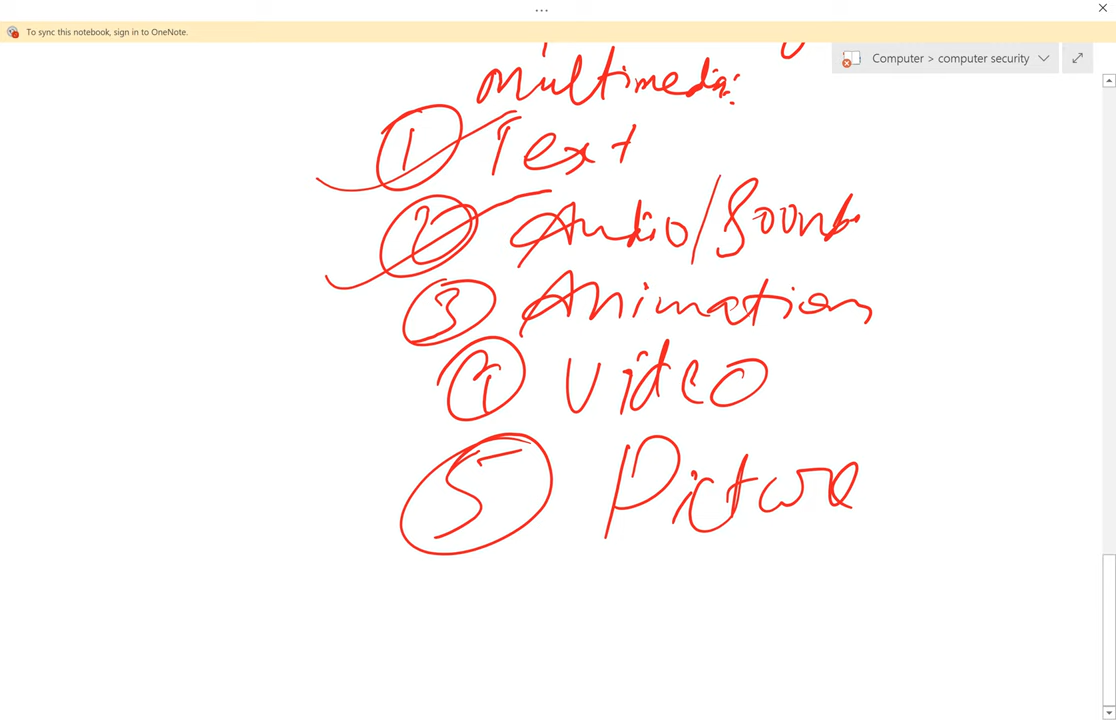 To sync this notebook, sign in to OneNote.
Computer > computer security
multimedia:
① Text
② Audio/Sound
③ Animation
④ Video
⑤ Picture